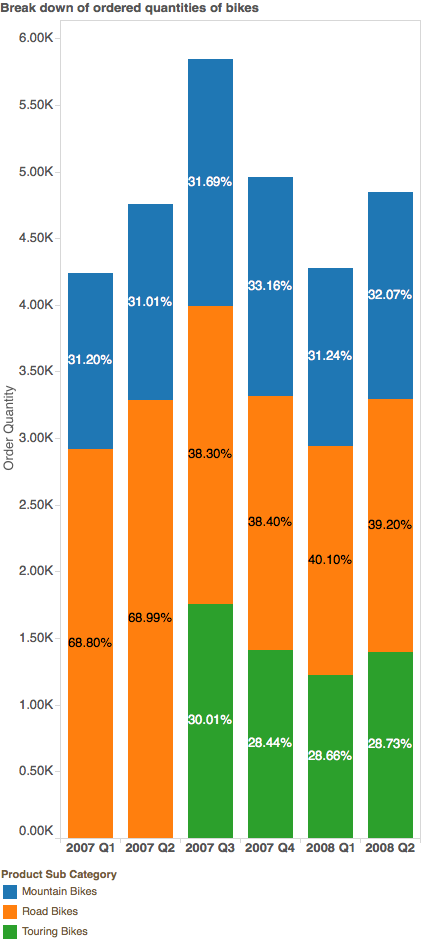 Break down of ordered quantities of bikes
6.00K
5.50K
5.00K
4.50K
4.00K
3.50K
3.00K
2.50K
2.00K
1.50K
1.00K
0.50K
0.00K
Order Quantity
31.20%
68.80%
31.01%
68.99%
31.69%
38.30%
30.01%
33.16%
38.40%
28.44%
31.24%
40.10%
28.66%
32.07%
39.20%
28.73%
2007 Q1 2007 Q2 2007 Q3 2007 Q4 2008 Q1 2008 Q2
Product Sub Category
Mountain Bikes
Road Bikes
Touring Bikes